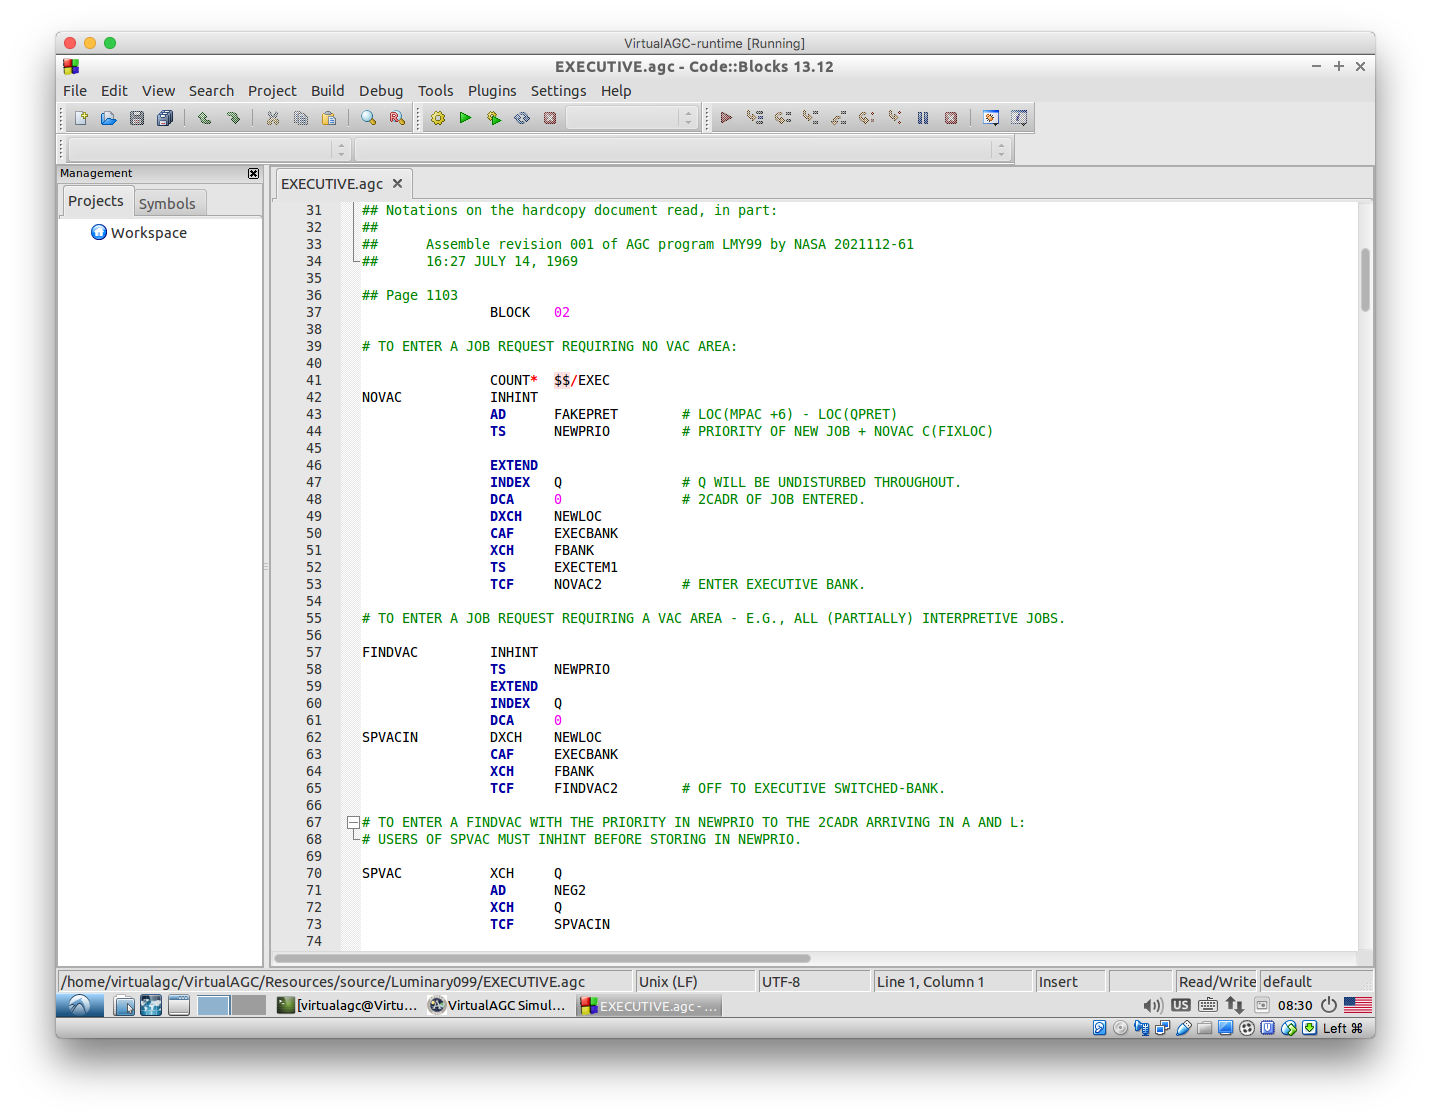 VirtualAGC-runtime [Running]
EXECUTIVE.agc - Code::Blocks 13.12
File Edit View Search Project Build Debug Tools Plugins Settings Help
Management
Projects Symbols
Workspace
EXECUTIVE.agc
31 ## Notations on the hardcopy document read, in part:
32 ##
33 ## Assemble revision 001 of AGC program LMY99 by NASA 2021112-61
34 ## 16:27 JULY 14, 1969
35
36 ## Page 1103
37 BLOCK 02
38
39 # TO ENTER A JOB REQUEST REQUIRING NO VAC AREA:
40
41 COUNT* $$/EXEC
42 NOVAC INHINT
43 AD FAKEPRET # LOC(MPAC +6) - LOC(QPRET)
44 TS NEWPRIO # PRIORITY OF NEW JOB + NOVAC C(FIXLOC)
45
46 EXTEND
47 INDEX Q # Q WILL BE UNDISTURBED THROUGHOUT.
48 DCA 0 # 2CADR OF JOB ENTERED.
49 DXCH NEWLOC
50 CAF EXECBANK
51 XCH FBANK
52 TS EXECTEM1
53 TCF NOVAC2 # ENTER EXECUTIVE BANK.
54
55 # TO ENTER A JOB REQUEST REQUIRING A VAC AREA - E.G., ALL (PARTIALLY) INTERPRETIVE JOBS.
56
57 FINDVAC INHINT
58 TS NEWPRIO
59 EXTEND
60 INDEX Q
61 DCA 0
62 SPVACIN DXCH NEWLOC
63 CAF EXECBANK
64 XCH FBANK
65 TCF FINDVAC2 # OFF TO EXECUTIVE SWITCHED-BANK.
66
67 # TO ENTER A FINDVAC WITH THE PRIORITY IN NEWPRIO TO THE 2CADR ARRIVING IN A AND L:
68 # USERS OF SPVAC MUST INHINT BEFORE STORING IN NEWPRIO.
69
70 SPVAC XCH Q
71 AD NEG2
72 XCH Q
73 TCF SPVACIN
74
/home/virtualagc/VirtualAGC/Resources/source/Luminary099/EXECUTIVE.agc Unix (LF) UTF-8 Line 1, Column 1 Insert Read/Write default
[virtualagc@Virtu... VirtualAGC Simul... EXECUTIVE.agc - ... US 08:30
Left ⌘